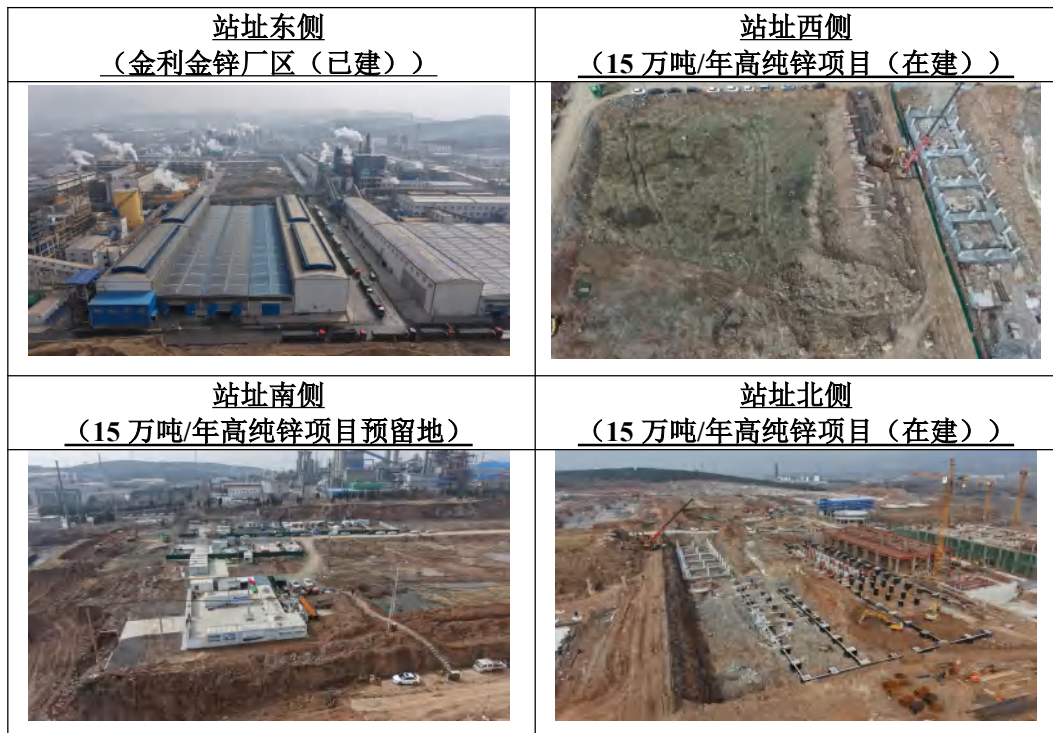 站址东侧
（金利金锌厂区（已建））
站址西侧
（15 万吨/年高纯锌项目（在建））
站址南侧
（15 万吨/年高纯锌项目预留地）
站址北侧
（15 万吨/年高纯锌项目（在建））